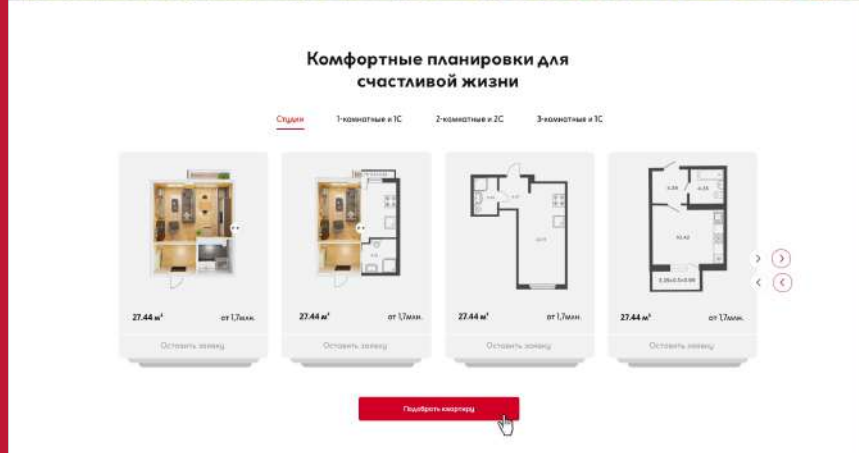 Комфортные планировки для
счастливой жизни
Студии
1-комнатные и 1С
2-комнатные и 2С
3-комнатные и 1С
27.44 м²
от 1,7млн.
Оставить заявку
27.44 м²
от 1,7млн.
Оставить заявку
27.44 м²
от 1,7млн.
Оставить заявку
27.44 м²
от 1,7млн.
Оставить заявку
Подобрать квартиру